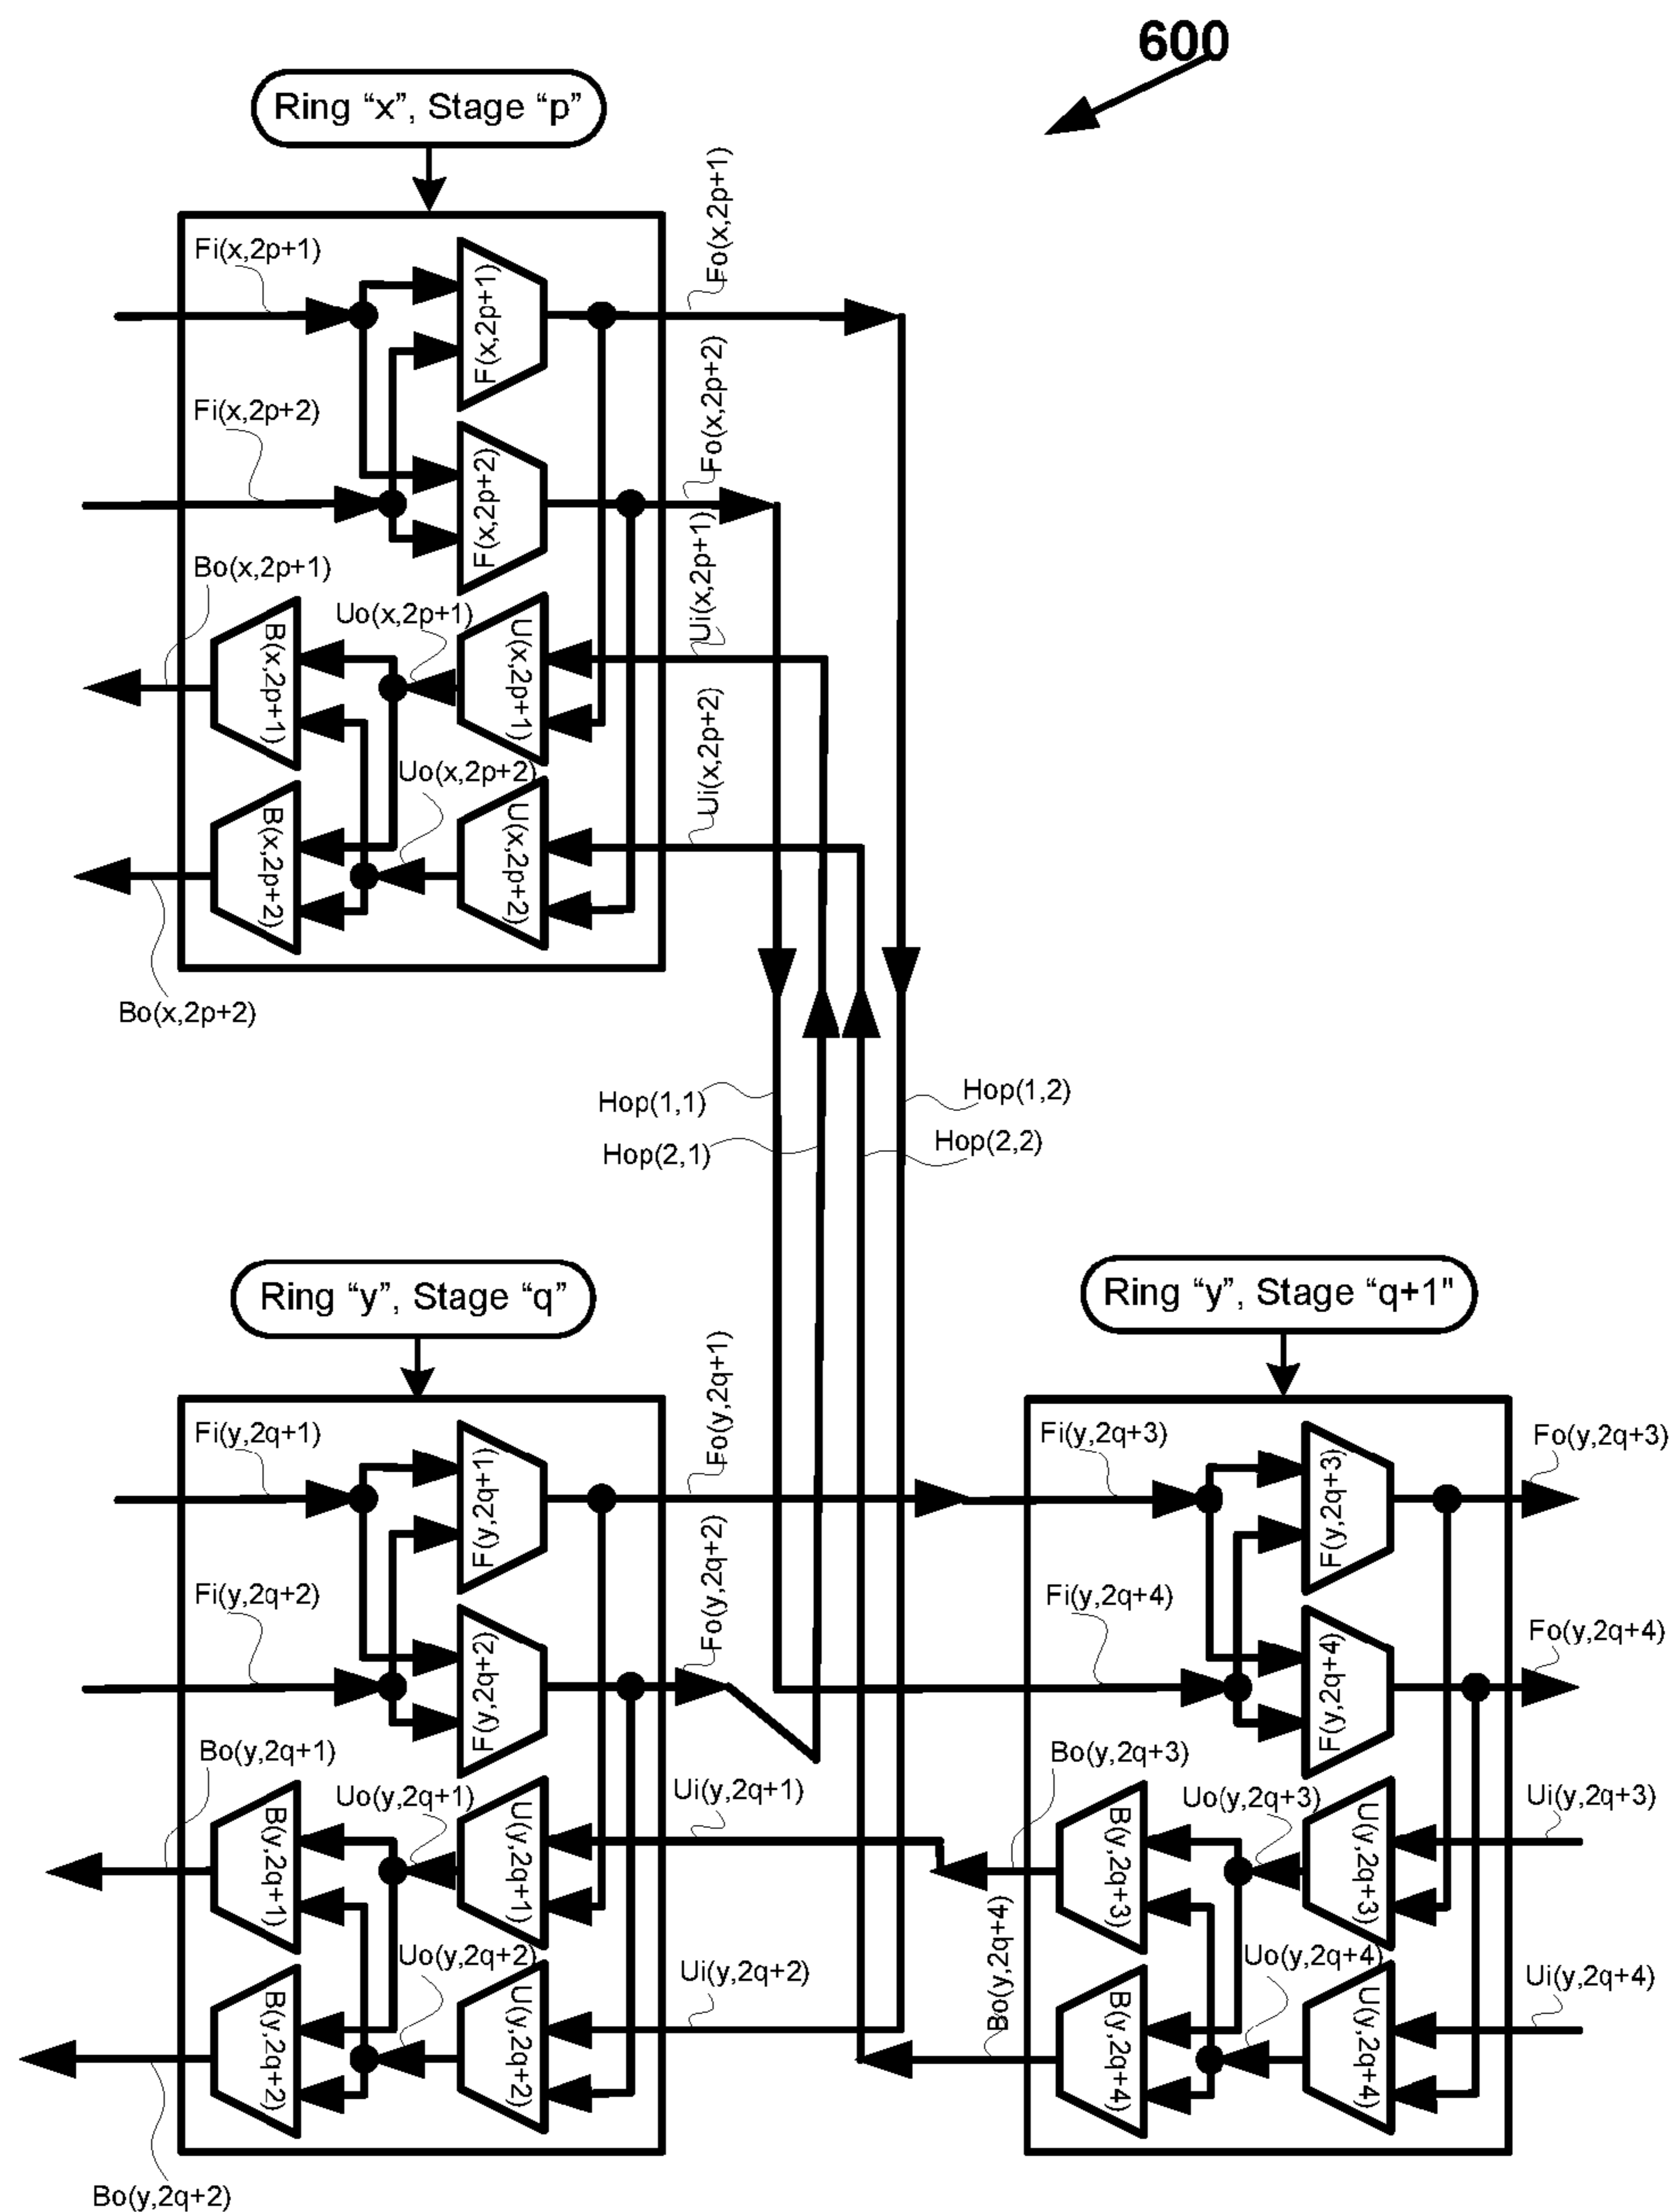 600
Ring “x”, Stage “p”
Fi(x,2p+1)
F(x,2p+1)
Fo(x,2p+1)
Fi(x,2p+2)
F(x,2p+2)
Fo(x,2p+2)
Bo(x,2p+1)
B(x,2p+1)
Uo(x,2p+1)
U(x,2p+1)
Ui(x,2p+1)
Uo(x,2p+2)
B(x,2p+2)
U(x,2p+2)
Ui(x,2p+2)
Bo(x,2p+2)
Hop(1,1)
Hop(1,2)
Hop(2,1)
Hop(2,2)
Ring “y”, Stage “q”
Ring “y”, Stage “q+1"
Fi(y,2q+1)
F(y,2q+1)
Fo(y,2q+1)
Fi(y,2q+2)
F(y,2q+2)
Fo(y,2q+2)
Bo(y,2q+1)
B(y,2q+1)
Uo(y,2q+1)
U(y,2q+1)
Ui(y,2q+1)
Uo(y,2q+2)
B(y,2q+2)
U(y,2q+2)
Ui(y,2q+2)
Bo(y,2q+2)
Fi(y,2q+3)
F(y,2q+3)
Fo(y,2q+3)
Fi(y,2q+4)
F(y,2q+4)
Fo(y,2q+4)
Bo(y,2q+3)
B(y,2q+3)
Uo(y,2q+3)
U(y,2q+3)
Ui(y,2q+3)
Bo(y,2q+4)
B(y,2q+4)
Uo(y,2q+4)
U(y,2q+4)
Ui(y,2q+4)